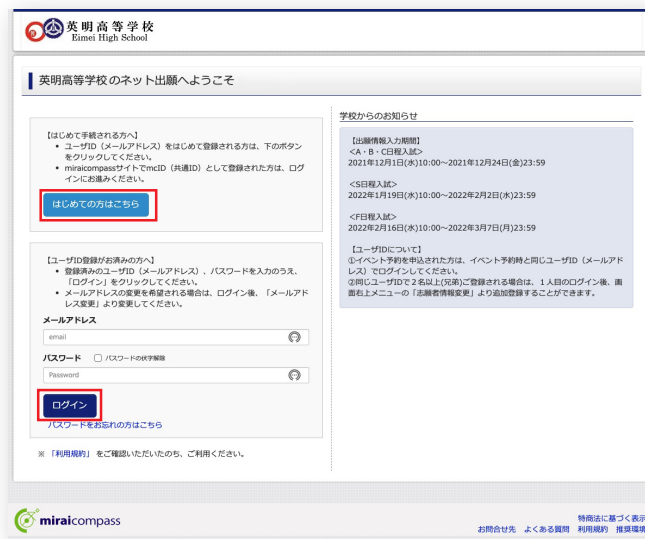 英明高等学校
Eimei High School
英明高等学校のネット出願へようこそ
【はじめて手続される方へ】
• ユーザID（メールアドレス）をはじめて登録される方は、下のボタン
をクリックしてください。
• miraicompassサイトでmcID（共通ID）として登録された方は、ログ
インにお進みください。
はじめての方はこちら
【ユーザID登録がお済みの方へ】
• 登録済みのユーザID（メールアドレス）、パスワードを入力のうえ、
「ログイン」をクリックしてください。
• メールアドレスの変更を希望される場合は、ログイン後、「メールアド
レス変更」より変更してください。
メールアドレス
email
パスワード パスワードの伏字解除
Password
ログイン
パスワードをお忘れの方はこちら
※ 「利用規約」 をご確認いただいたのち、ご利用ください。
学校からのお知らせ
【出願情報入力期間】
＜A・B・C日程入試＞
2021年12月1日(水)10:00～2021年12月24日(金)23:59
＜S日程入試＞
2022年1月19日(水)10:00～2022年2月2日(水)23:59
＜F日程入試＞
2022年2月16日(水)10:00～2022年3月7日(月)23:59
【ユーザIDについて】
①イベント予約を申込された方は、イベント予約時と同じユーザID（メールアド
レス）でログインしてください。
②同じユーザIDで２名以上(兄弟)ご登録される場合は、１人目のログイン後、画
面右上メニューの「志願者情報変更」より追加登録することができます。
miraicompass
特商法に基づく表示
お問合せ先 よくある質問 利用規約 推奨環境